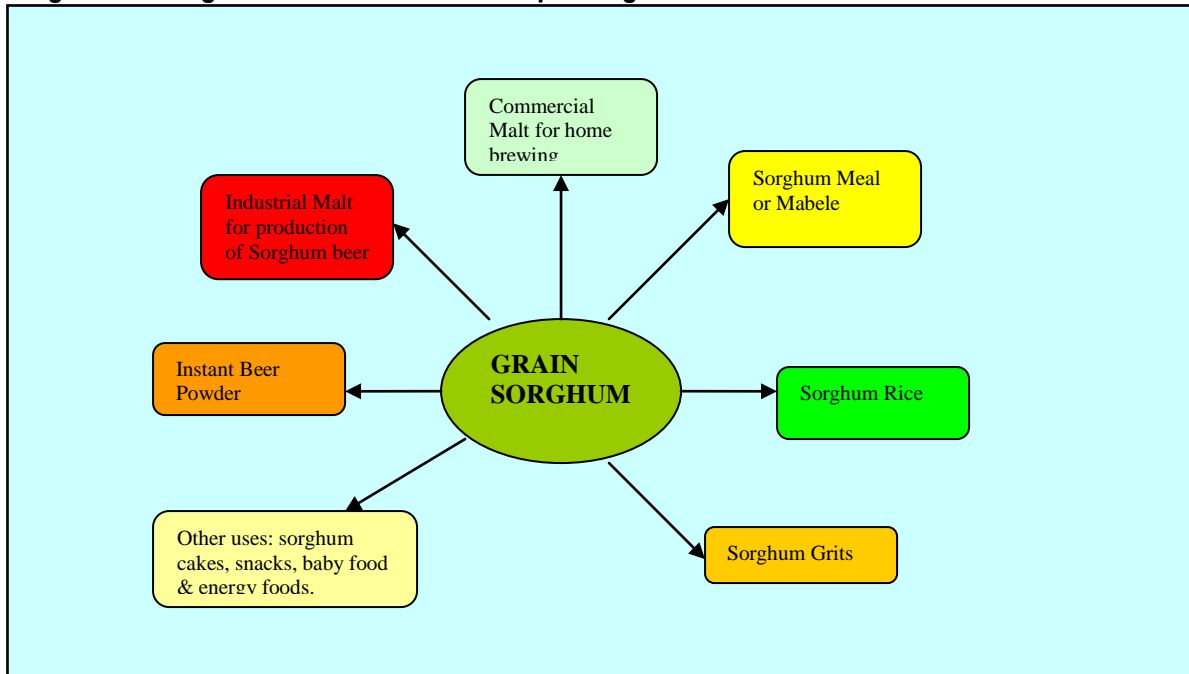 Commercial
Malt for home
brewing
Industrial Malt
for production
of Sorghum beer
Sorghum Meal
or Mabele
Instant Beer
Powder
GRAIN
SORGHUM
Sorghum Rice
Other uses: sorghum
cakes, snacks, baby food
& energy foods.
Sorghum Grits